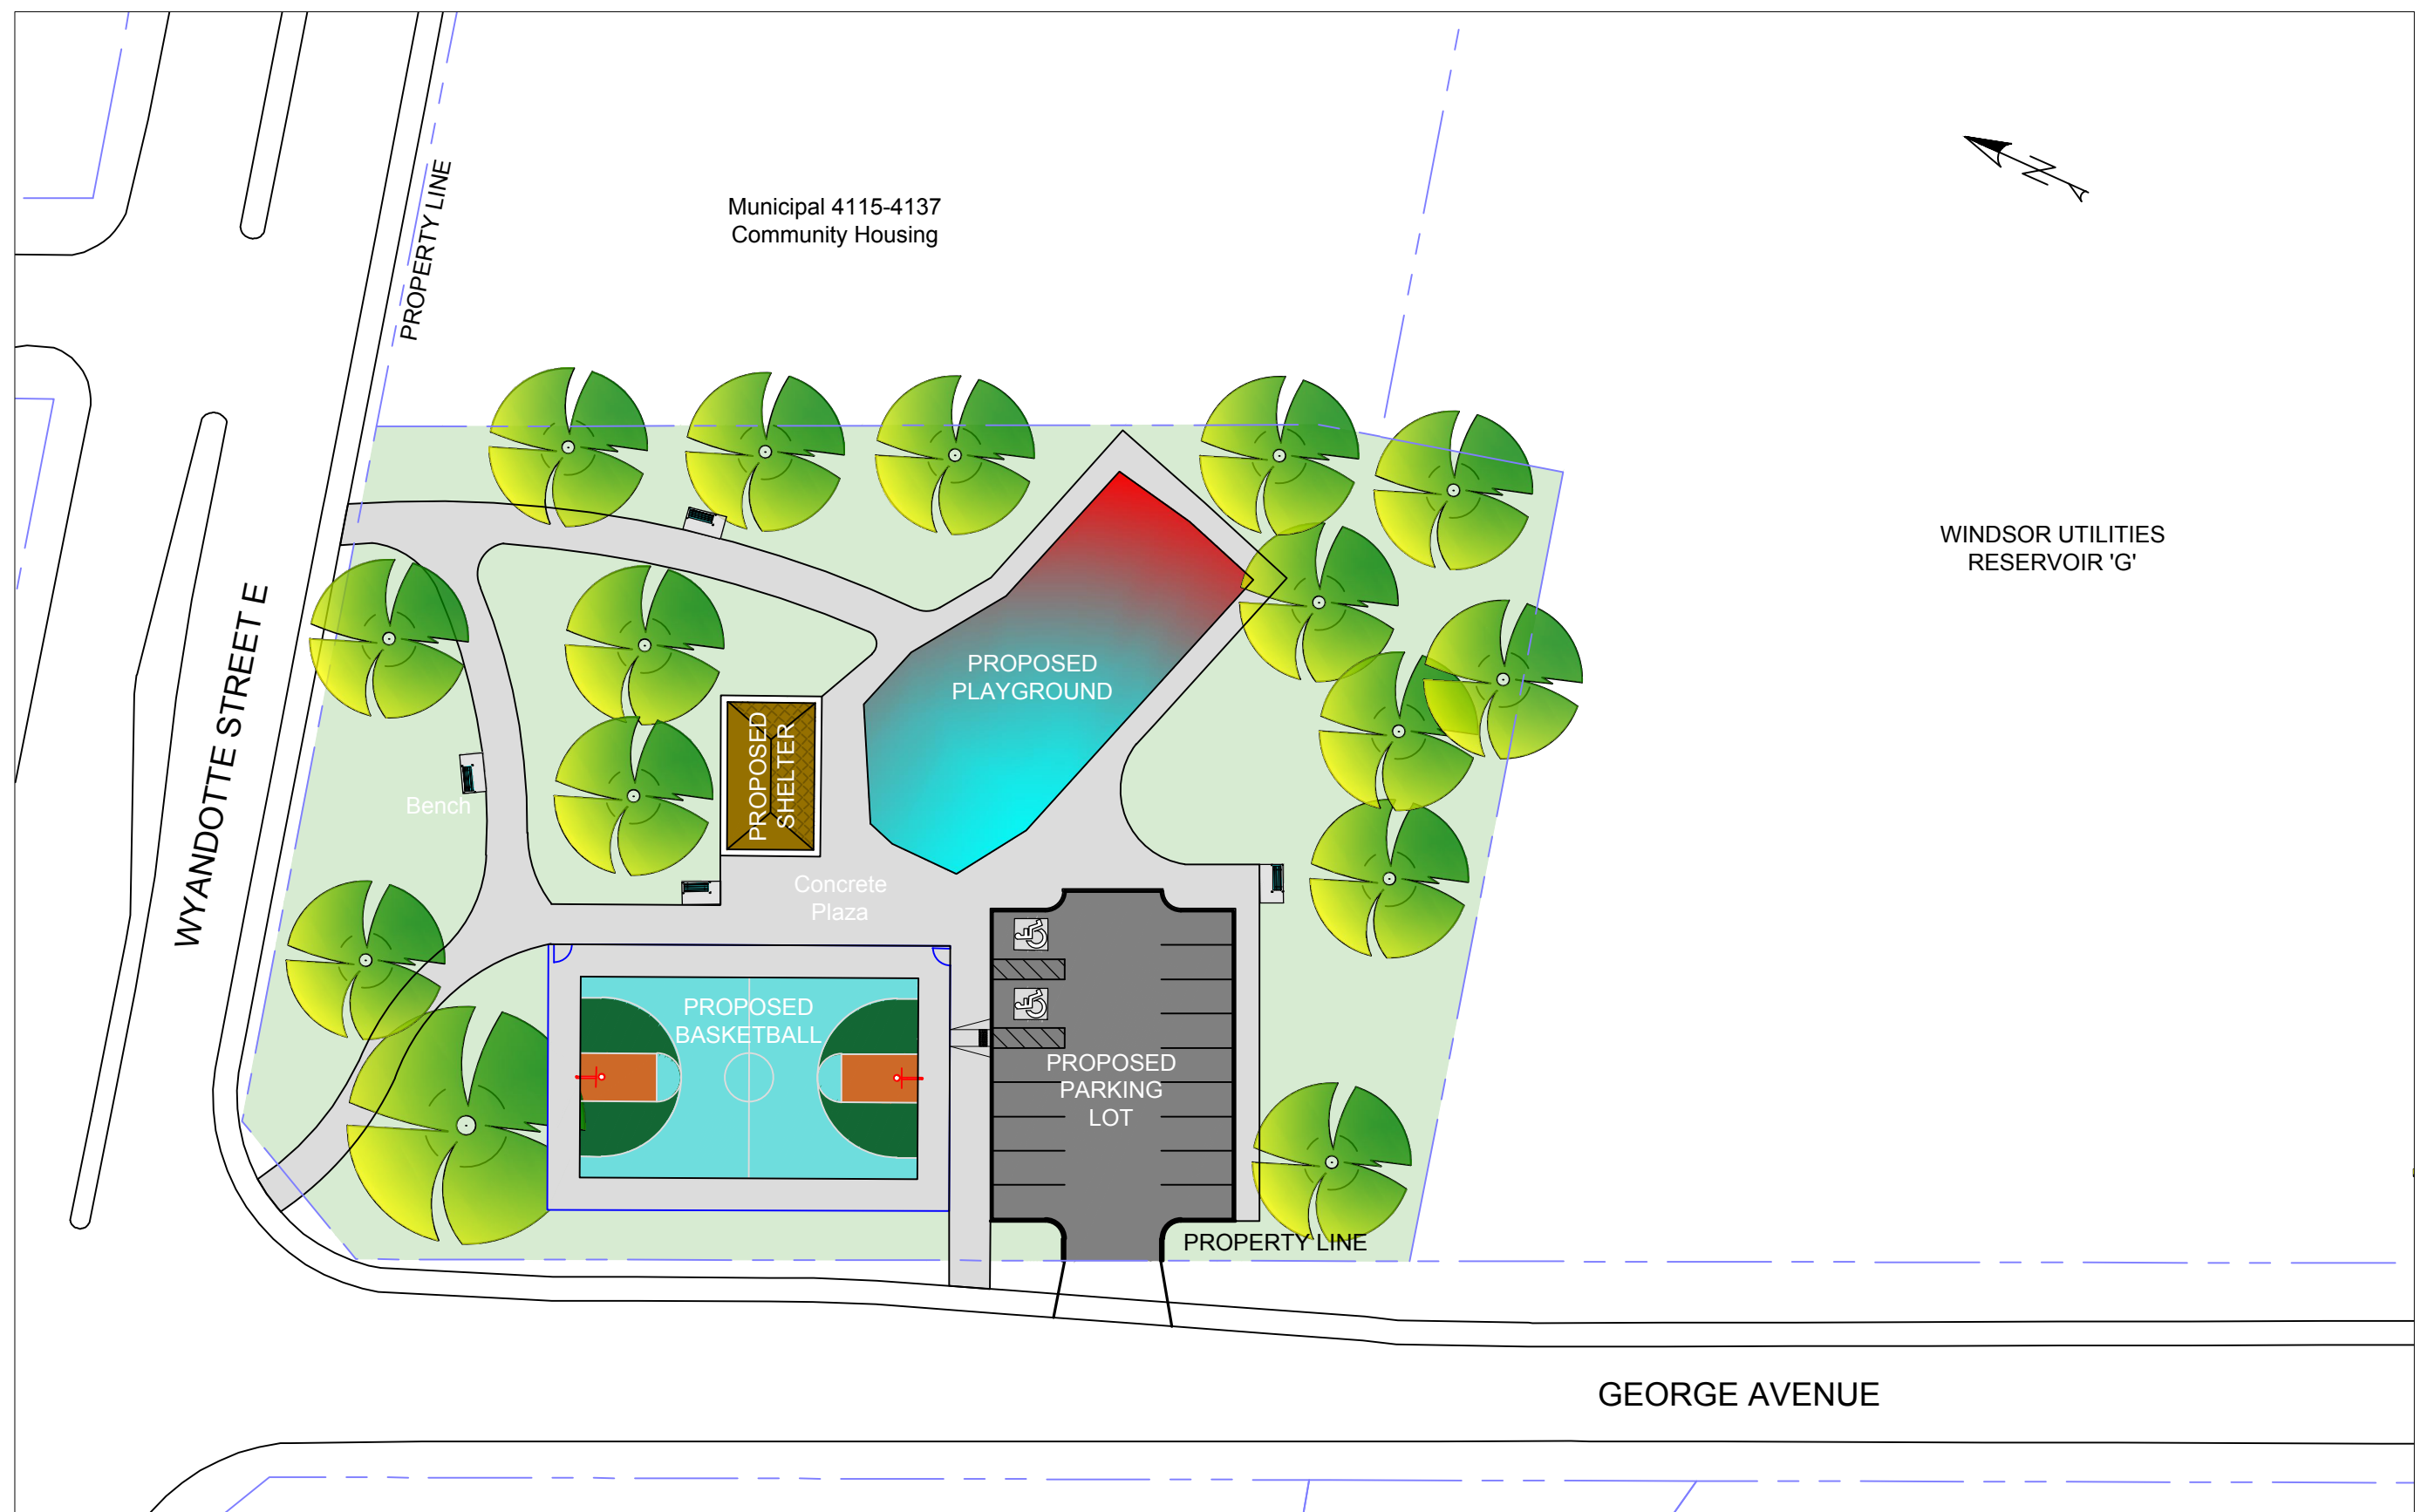 PROPERTY LINE
Municipal 4115-4137
Community Housing
N
WINDSOR UTILITIES
RESERVOIR 'G'
WYANDOTTE STREET E
PROPOSED
PLAYGROUND
PROPOSED
SHELTER
Bench
Concrete
Plaza
PROPOSED
BASKETBALL
PROPOSED
PARKING
LOT
PROPERTY LINE
GEORGE AVENUE